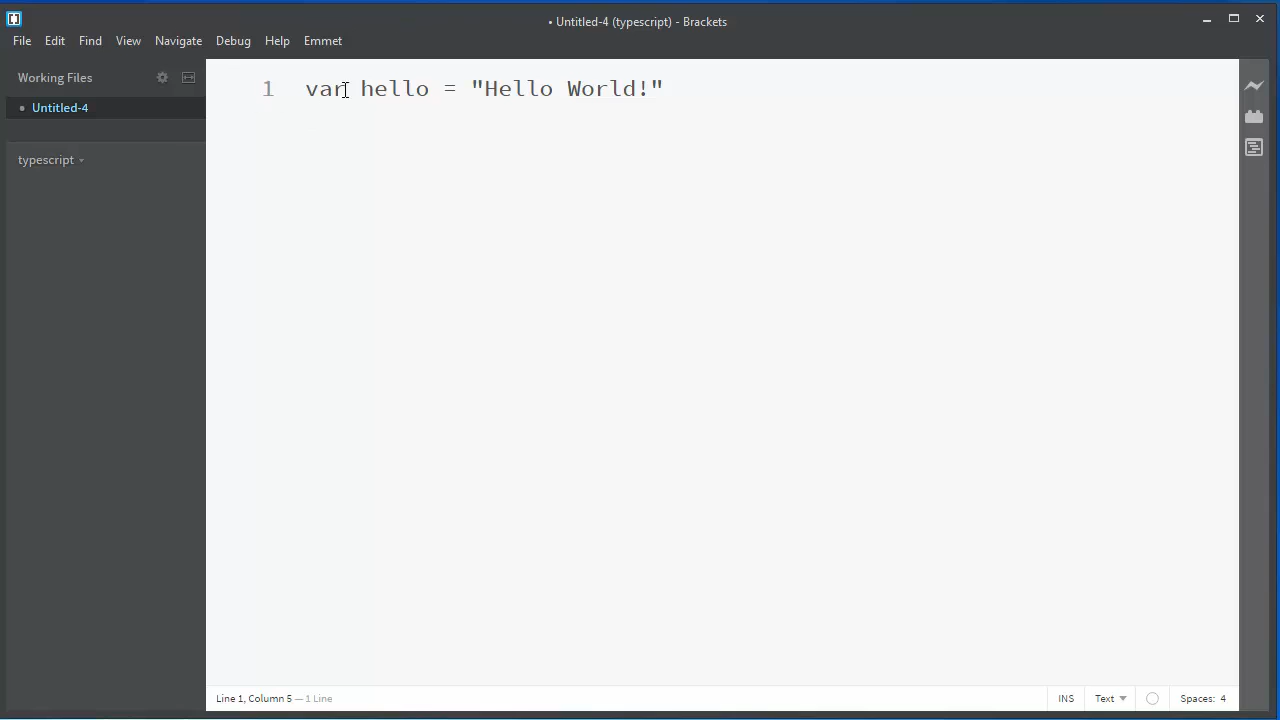 • Untitled-4 (typescript) - Brackets
File Edit Find View Navigate Debug Help Emmet
Working Files
• Untitled-4
typescript
1 var hello = "Hello World!"
Line 1, Column 5 — 1 Line
INS Text Spaces: 4